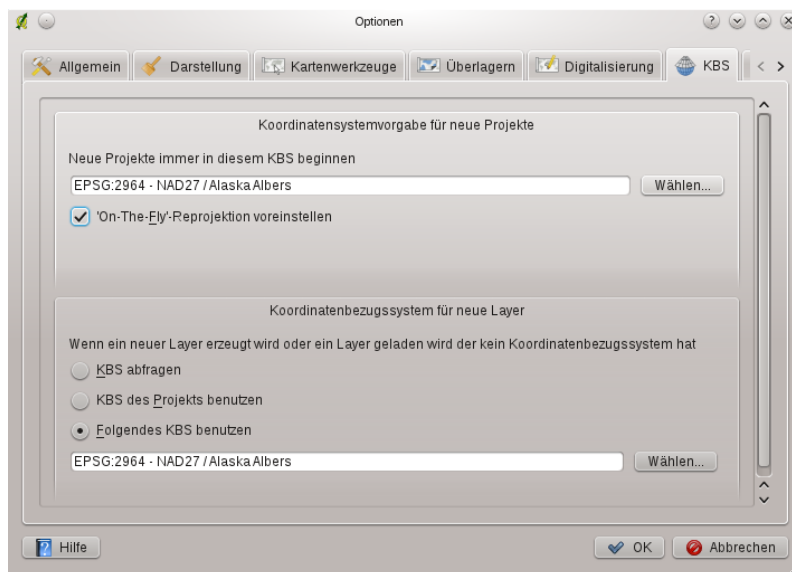 Optionen
Allgemein
Darstellung
Kartenwerkzeuge
Überlagern
Digitalisierung
KBS
Koordinatensystemvorgabe für neue Projekte
Neue Projekte immer in diesem KBS beginnen
EPSG:2964 - NAD27 / Alaska Albers
Wählen...
'On-The-Fly'-Reprojektion voreinstellen
Koordinatenbezugssystem für neue Layer
Wenn ein neuer Layer erzeugt wird oder ein Layer geladen wird der kein Koordinatenbezugssystem hat
KBS abfragen
KBS des Projekts benutzen
Folgendes KBS benutzen
EPSG:2964 - NAD27 / Alaska Albers
Wählen...
Hilfe
OK
Abbrechen